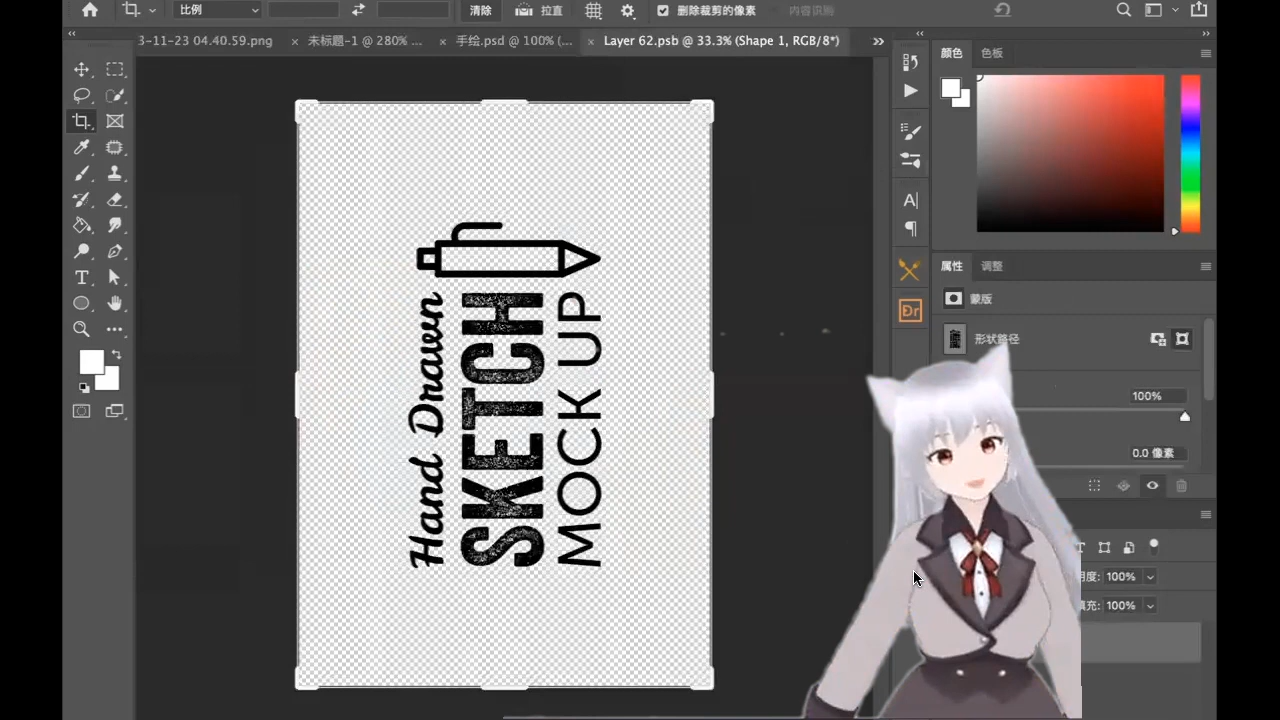 比例
清除
拉直
删除裁剪的像素
内容识别
3-11-23 04.40.59.png
未标题-1 @ 280% ...
手绘.psd @ 100% (...
Layer 62.psb @ 33.3% (Shape 1, RGB/8*)
颜色
色板
属性
调整
蒙版
形状路径
100%
0.0 像素
明度: 100%
填充: 100%
Dr
Hand Drawn
SKETCH
MOCK UP